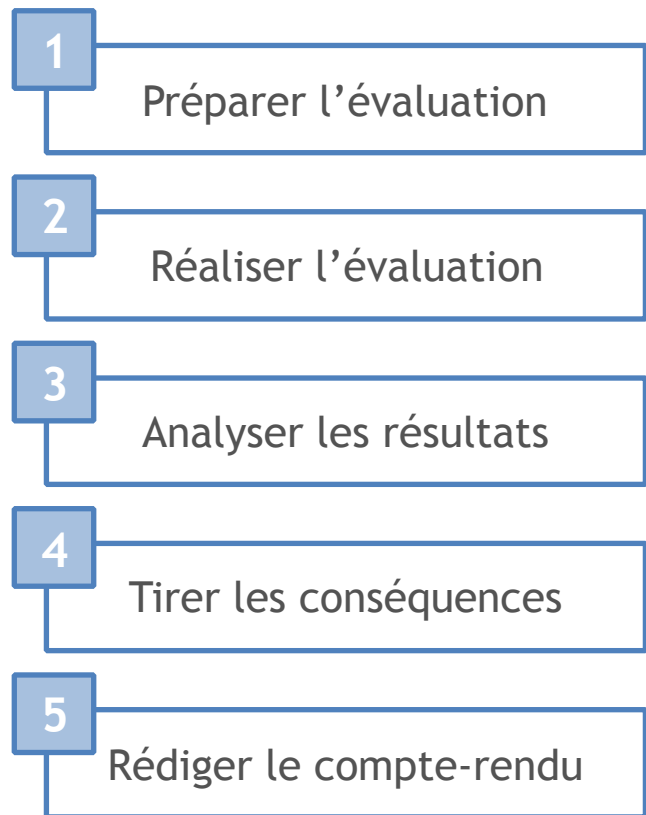 1
Préparer l’évaluation
2
Réaliser l’évaluation
3
Analyser les résultats
4
Tirer les conséquences
5
Rédiger le compte-rendu